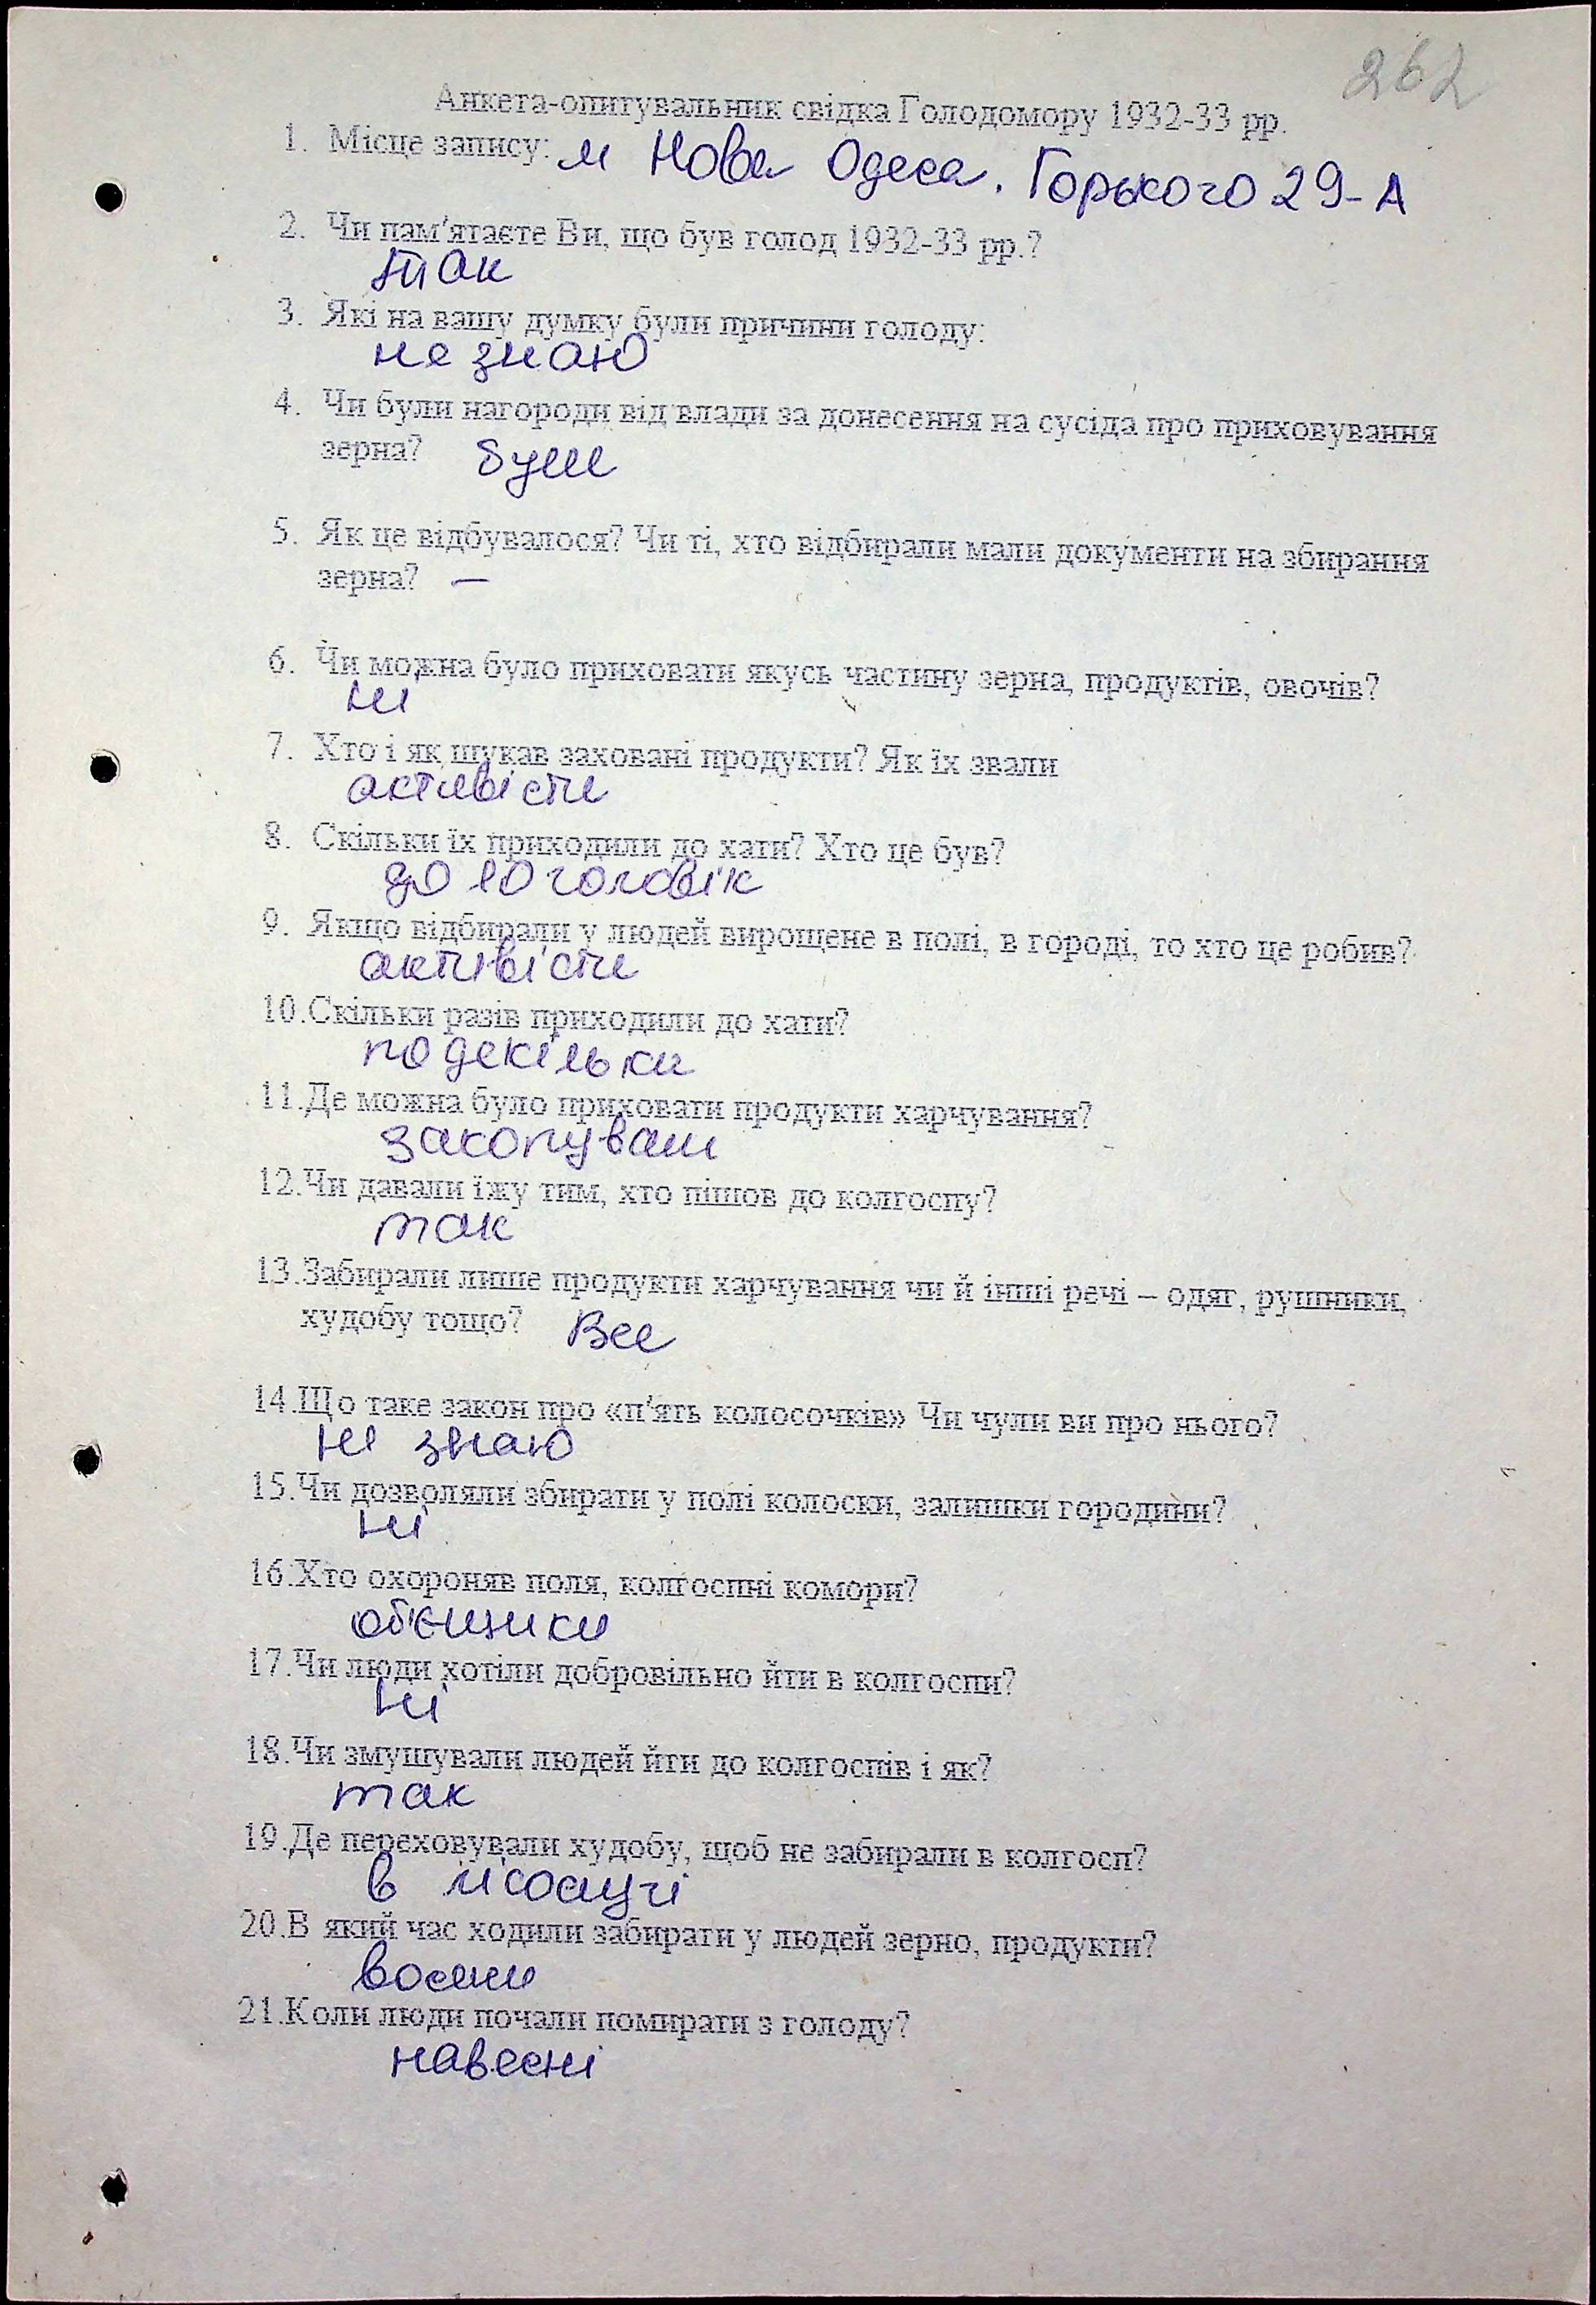 262
Анкета-опитувальник свідка Голодомору 1932-33 рр.
1. Місце запису: м Нова Одеса. Горького 29-А
2. Чи пам'ятаєте Ви, що був голод 1932-33 рр.?
так
3. Які на вашу думку були причини голоду:
не знаю
4. Чи були нагороди від влади за донесення на сусіда про приховування
зерна? були
5. Як це відбувалося? Чи ті, хто відбирали мали документи на збирання
зерна? –
6. Чи можна було приховати якусь частину зерна, продуктів, овочів?
ні
7. Хто і як шукав заховані продукти? Як їх звали
активісти
8. Скільки їх приходили до хати? Хто це був?
до 10 чоловік
9. Якщо відбирали у людей вирощене в полі, в городі, то хто це робив?
активісти
10.Скільки разів приходили до хати?
по декільки
11.Де можна було приховати продукти харчування?
закопували
12.Чи давали їжу тим, хто пішов до колгоспу?
так
13.Забирали лише продукти харчування чи й інші речі – одяг, рушники,
худобу тощо? Все
14.Що таке закон про «п'ять колосочків» Чи чули ви про нього?
не знаю
15.Чи дозволяли збирати у полі колоски, залишки городини?
ні
16.Хто охороняв поля, колгоспні комори?
об'єщики
17.Чи люди хотіли добровільно йти в колгоспи?
ні
18.Чи змушували людей йти до колгоспів і як?
так
19.Де переховували худобу, щоб не забирали в колгосп?
в лісосмузі
20.В який час ходили забирати у людей зерно, продукти?
восени
21.Коли люди почали помирати з голоду?
навесні